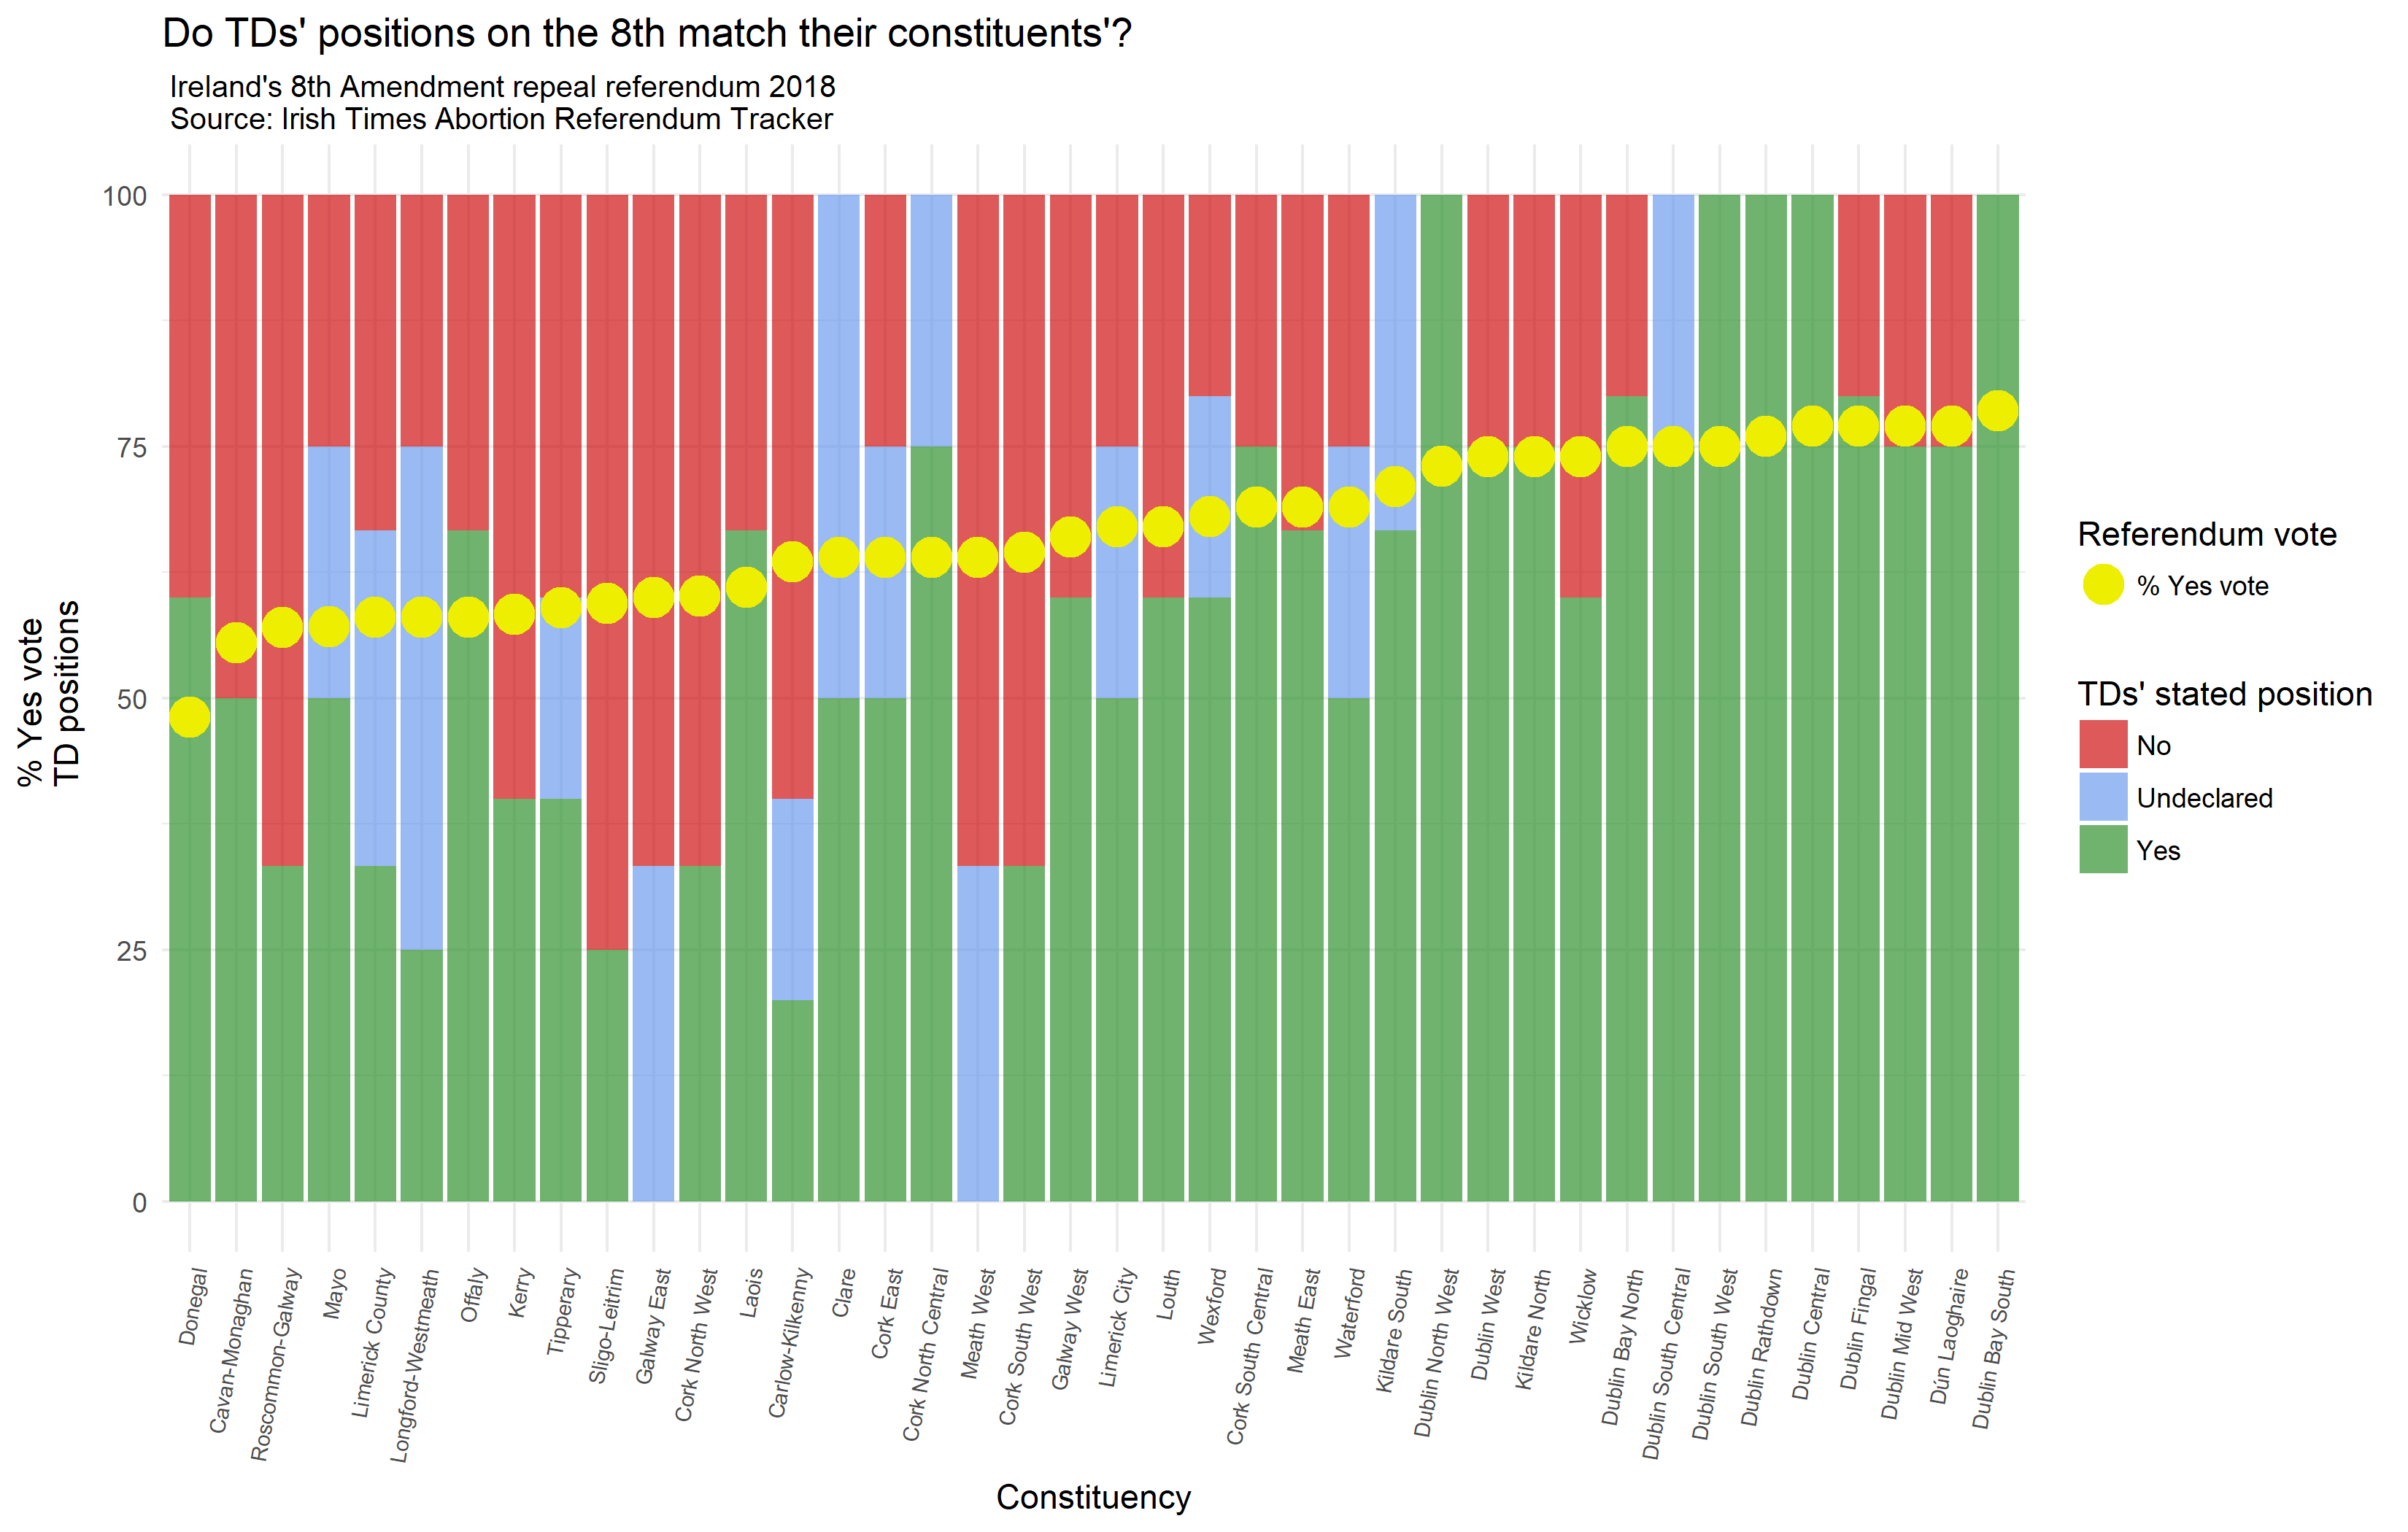 Do TDs' positions on the 8th match their constituents'?
Ireland's 8th Amendment repeal referendum 2018
Source: Irish Times Abortion Referendum Tracker
100
75
50
25
0
% Yes vote
TD positions
Donegal
Cavan-Monaghan
Roscommon-Galway
Mayo
Limerick County
Longford-Westmeath
Offaly
Kerry
Tipperary
Sligo-Leitrim
Galway East
Cork North West
Laois
Carlow-Kilkenny
Clare
Cork East
Cork North Central
Meath West
Cork South West
Galway West
Limerick City
Louth
Wexford
Cork South Central
Meath East
Waterford
Kildare South
Dublin North West
Dublin West
Kildare North
Wicklow
Dublin Bay North
Dublin South Central
Dublin South West
Dublin Rathdown
Dublin Central
Dublin Fingal
Dublin Mid West
Dún Laoghaire
Dublin Bay South
Constituency
Referendum vote
% Yes vote
TDs' stated position
No
Undeclared
Yes